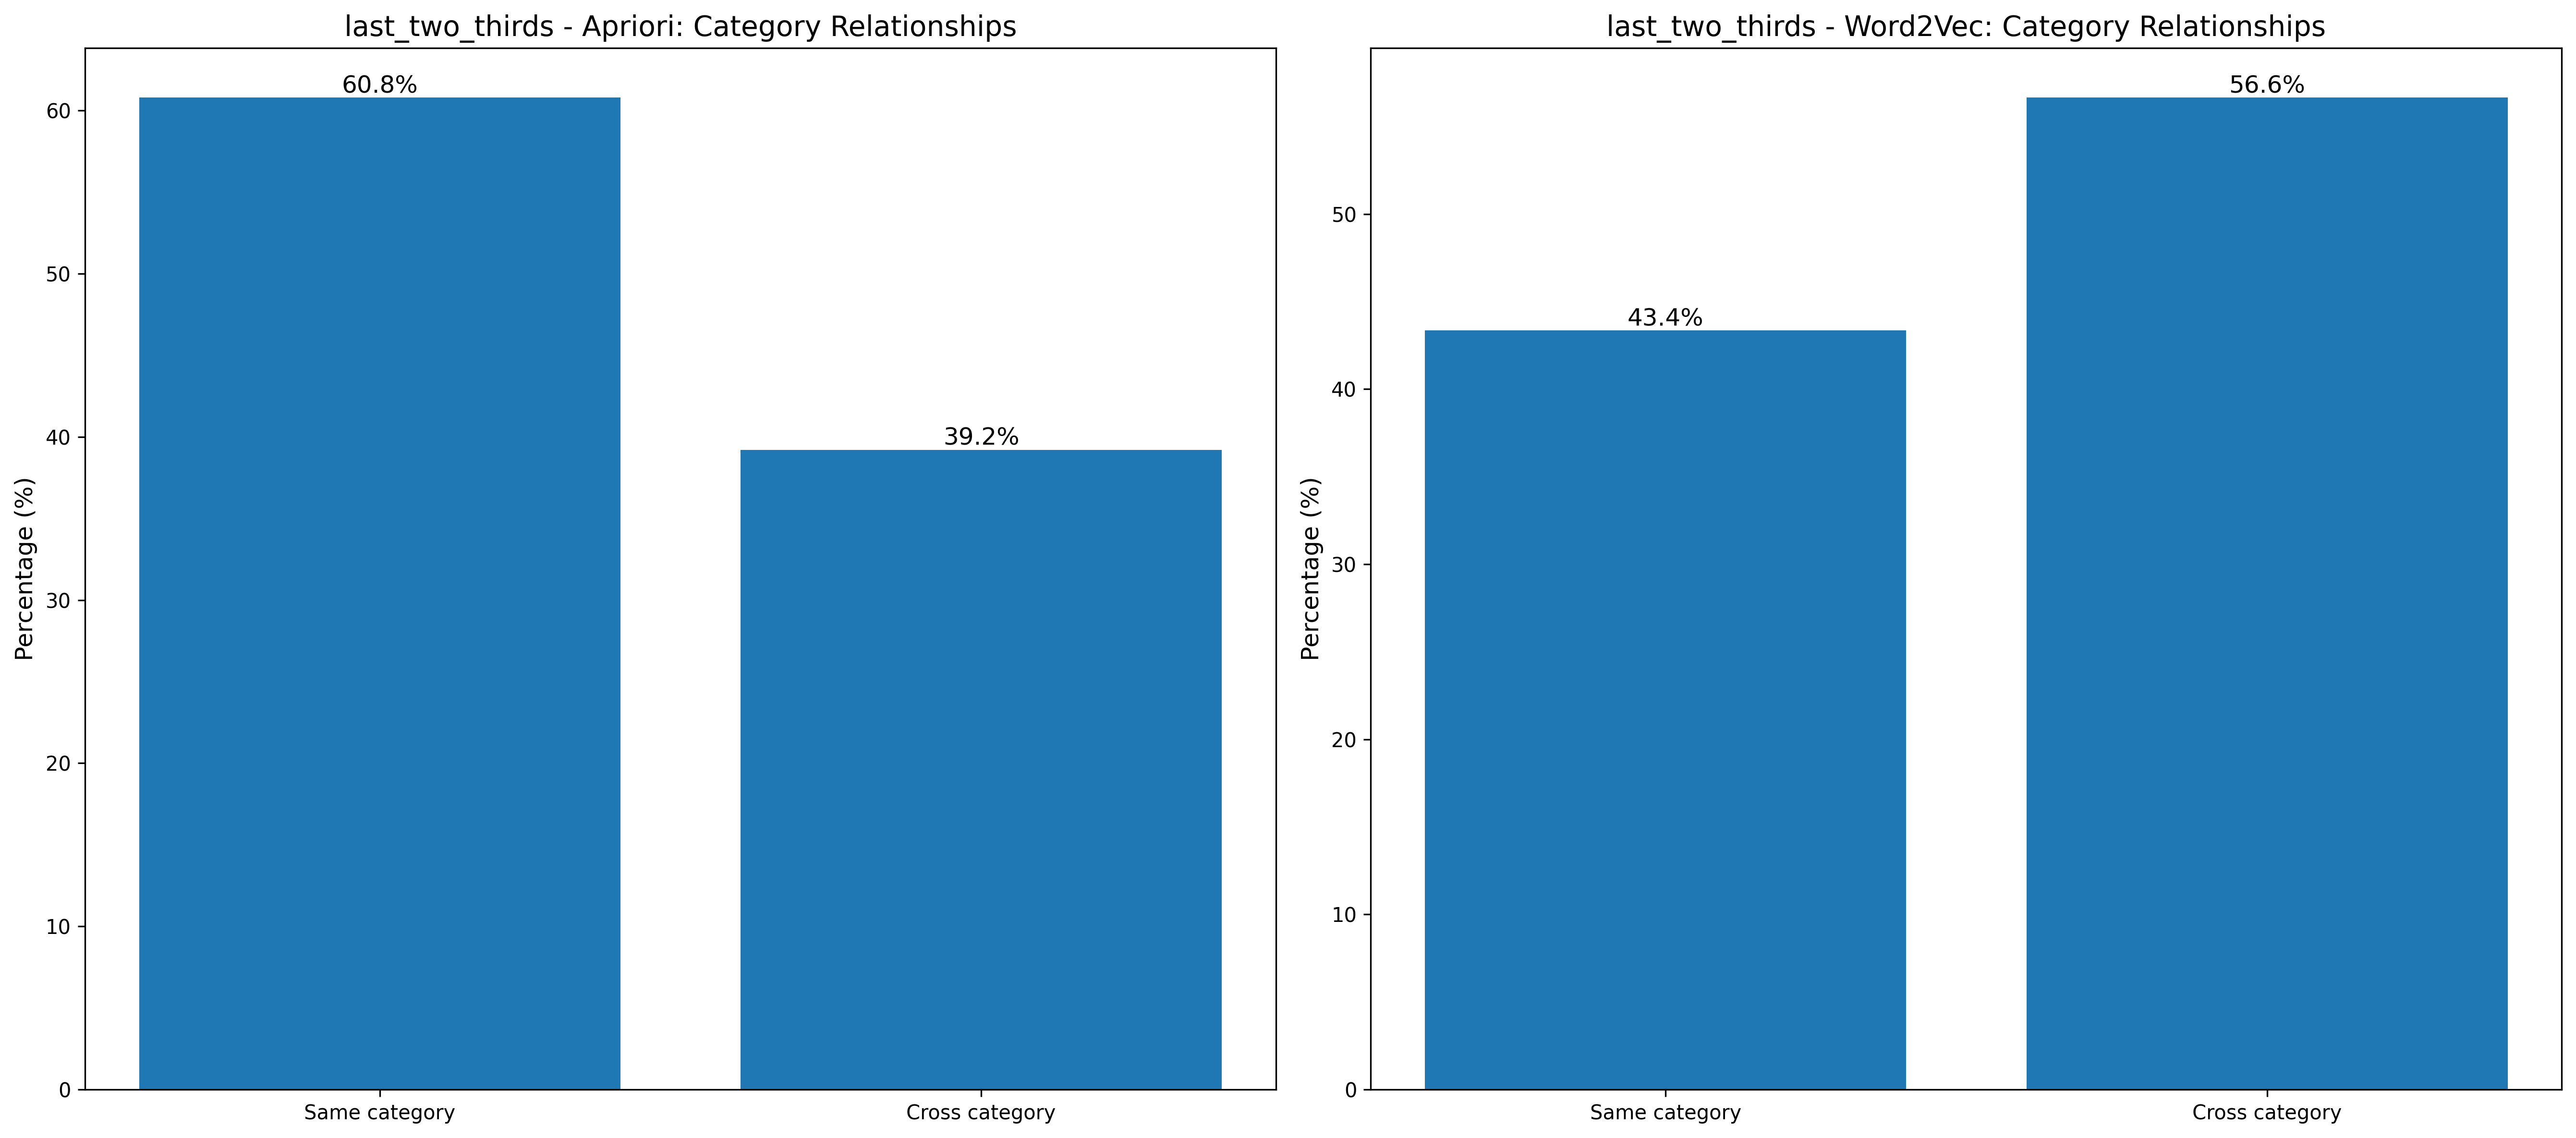 last_two_thirds - Apriori: Category Relationships
60.8%
39.2%
Percentage (%)
60
50
40
30
20
10
0
Same category
Cross category
last_two_thirds - Word2Vec: Category Relationships
43.4%
56.6%
Percentage (%)
50
40
30
20
10
0
Same category
Cross category